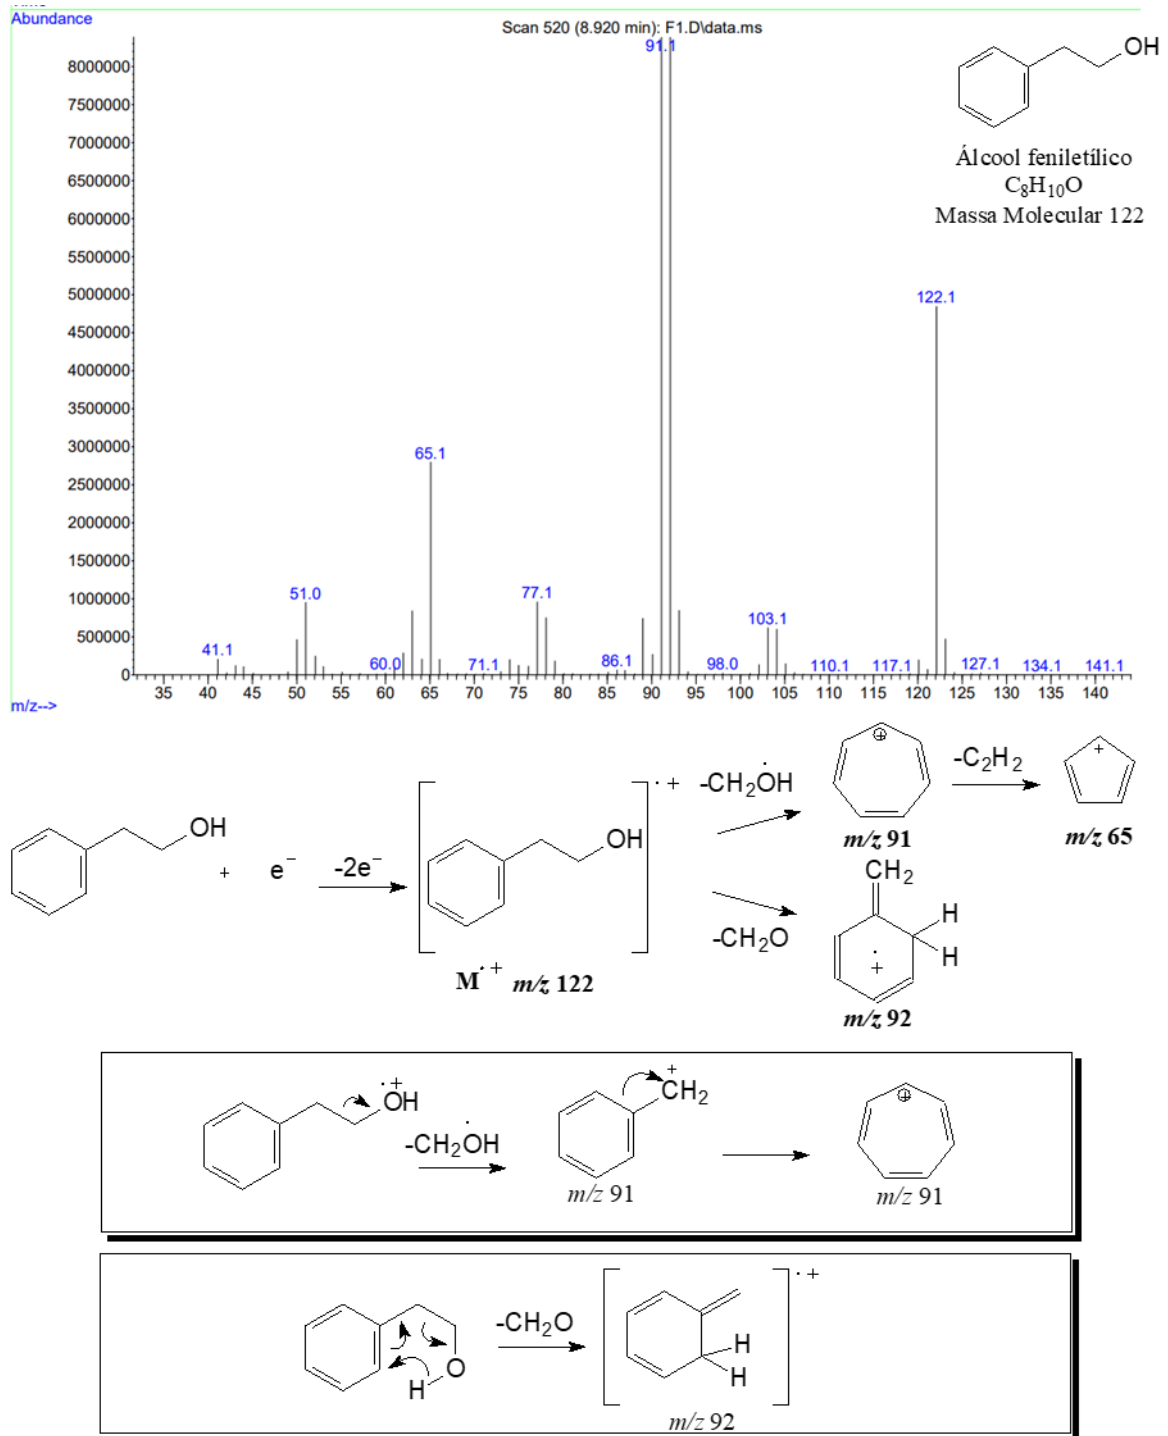 Abundance
Scan 520 (8.920 min): F1.D\data.ms
91.1
8000000
7500000
7000000
6500000
6000000
5500000
5000000
4500000
4000000
3500000
3000000
2500000
2000000
1500000
1000000
500000
0
OH
Álcool feniletílico
C₈H₁₀O
Massa Molecular 122
122.1
65.1
51.0
77.1
103.1
41.1
60.0
71.1
86.1
98.0
110.1
117.1
127.1
134.1
141.1
35 40 45 50 55 60 65 70 75 80 85 90 95 100 105 110 115 120 125 130 135 140
m/z-->
OH
+ e⁻
-2e⁻
OH
·+
M·+ m/z 122
-CH₂OH
+
m/z 91
-C₂H₂
+
m/z 65
-CH₂O
CH₂
H
H
·+
m/z 92
·+
OH
-CH₂OH
+
CH₂
m/z 91
+
m/z 91
O
H
-CH₂O
·+
H
H
m/z 92